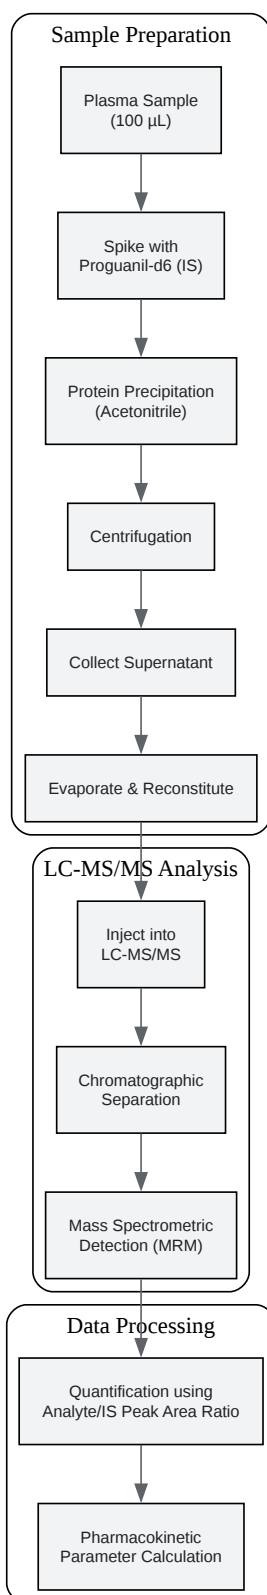 Sample Preparation
Plasma Sample
(100 µL)
Spike with
Proguanil-d6 (IS)
Protein Precipitation
(Acetonitrile)
Centrifugation
Collect Supernatant
Evaporate & Reconstitute
LC-MS/MS Analysis
Inject into
LC-MS/MS
Chromatographic
Separation
Mass Spectrometric
Detection (MRM)
Data Processing
Quantification using
Analyte/IS Peak Area Ratio
Pharmacokinetic
Parameter Calculation